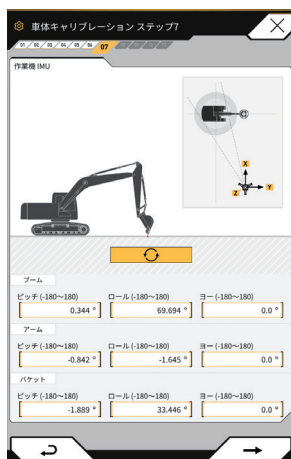 車体キャリブレーション ステップ7
01 02 03 04 05 06 07
作業機 IMU
X
Z Y
ブーム
ピッチ (-180～180) ロール (-180～180) ヨー (-180～180)
0.344 ° 69.694 ° 0.0 °
アーム
ピッチ (-180～180) ロール (-180～180) ヨー (-180～180)
-0.842 ° -1.645 ° 0.0 °
バケット
ピッチ (-180～180) ロール (-180～180) ヨー (-180～180)
-1.889 ° 33.446 ° 0.0 °